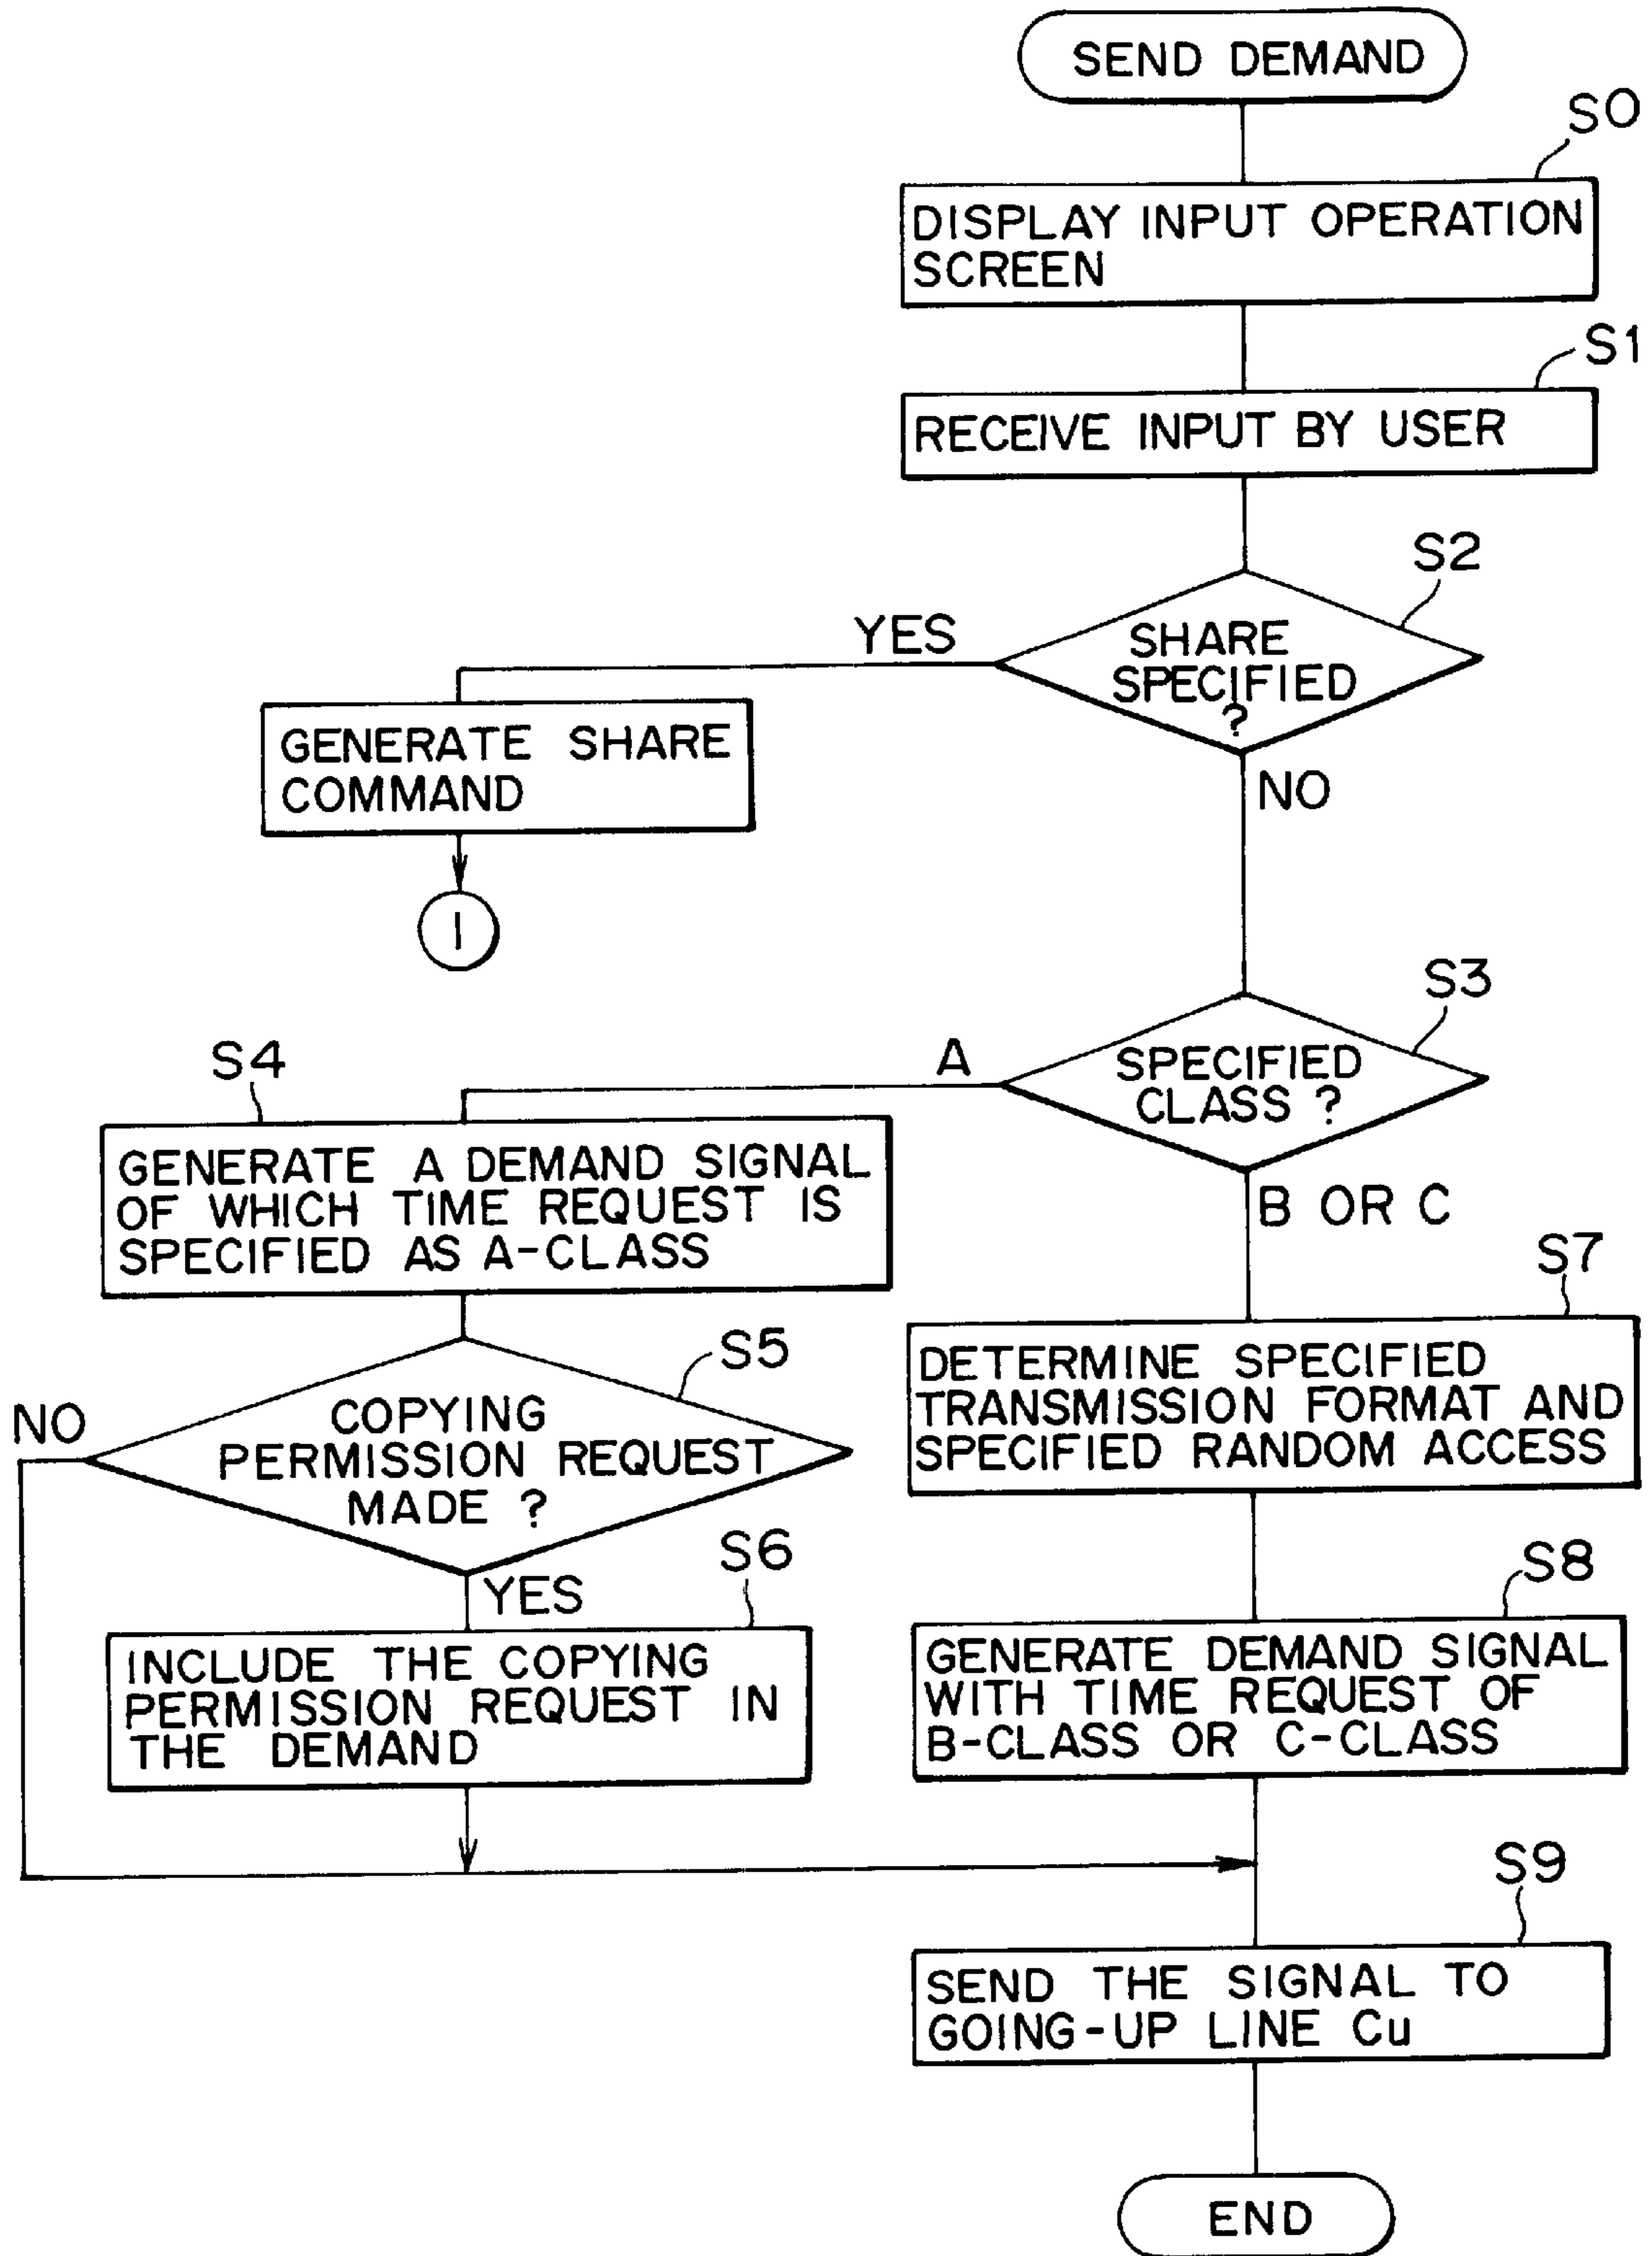 SEND DEMAND
S0
DISPLAY INPUT OPERATION
SCREEN
S1
RECEIVE INPUT BY USER
S2
SHARE
SPECIFIED
?
YES
NO
GENERATE SHARE
COMMAND
1
S3
SPECIFIED
CLASS ?
A
B OR C
S4
GENERATE A DEMAND SIGNAL
OF WHICH TIME REQUEST IS
SPECIFIED AS A-CLASS
S5
COPYING
PERMISSION REQUEST
MADE ?
NO
YES
S6
INCLUDE THE COPYING
PERMISSION REQUEST IN
THE DEMAND
S7
DETERMINE SPECIFIED
TRANSMISSION FORMAT AND
SPECIFIED RANDOM ACCESS
S8
GENERATE DEMAND SIGNAL
WITH TIME REQUEST OF
B-CLASS OR C-CLASS
S9
SEND THE SIGNAL TO
GOING-UP LINE Cu
END